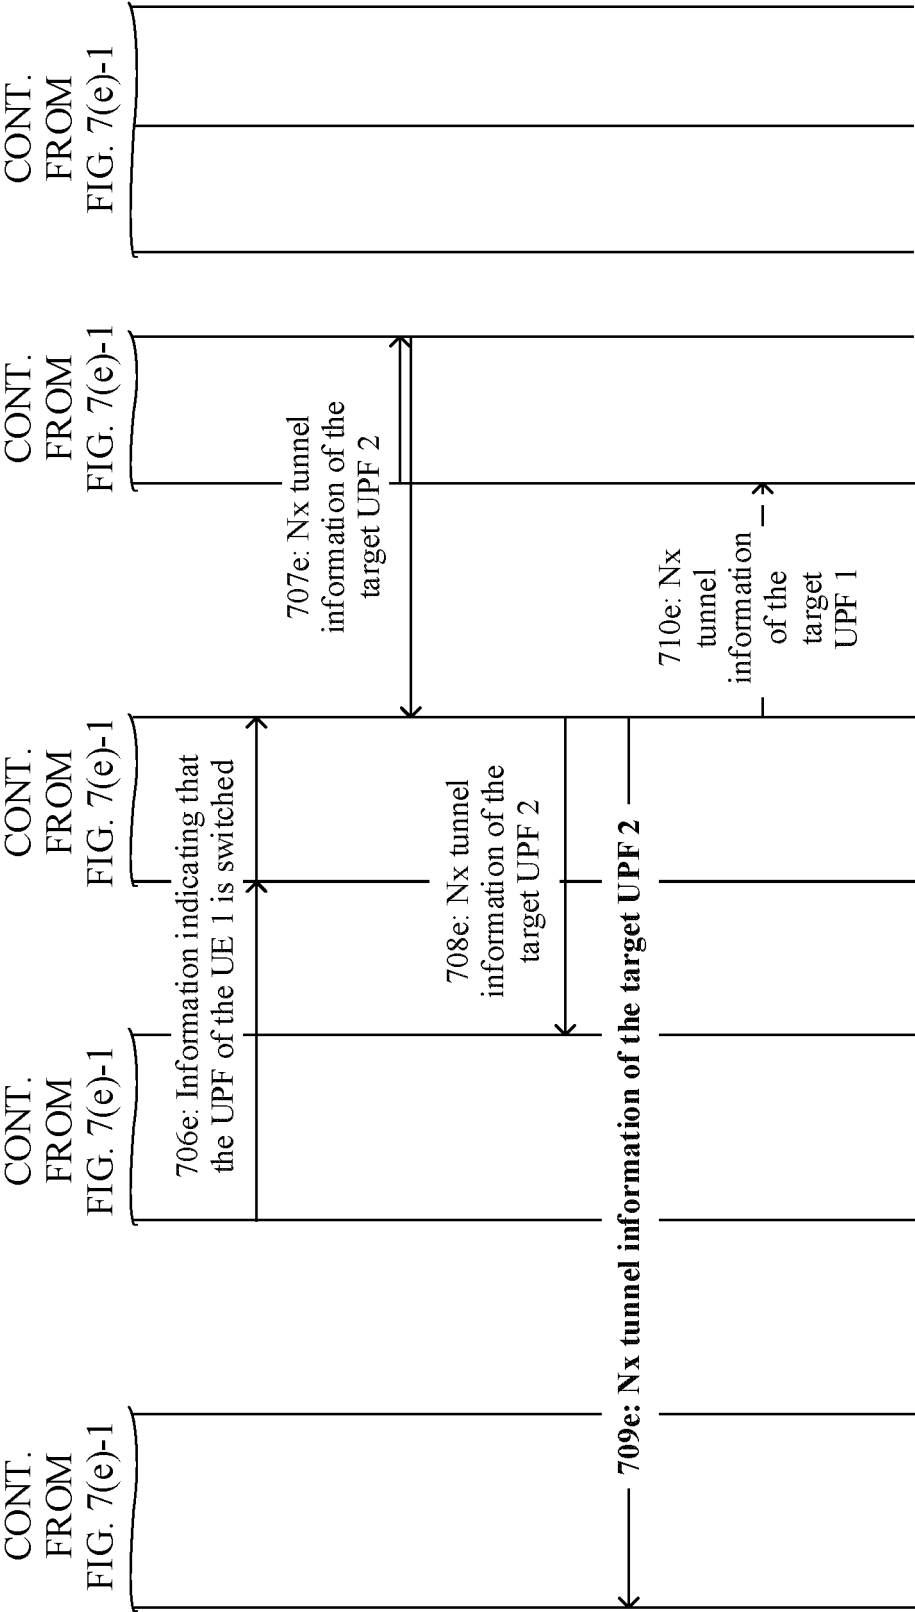 CONT.
FROM
FIG. 7(e)-1
CONT.
FROM
FIG. 7(e)-1
CONT.
FROM
FIG. 7(e)-1
CONT.
FROM
FIG. 7(e)-1
CONT.
FROM
FIG. 7(e)-1
706e: Information indicating that
the UPF of the UE 1 is switched
707e: Nx tunnel
information of the
target UPF 2
708e: Nx tunnel
information of the
target UPF 2
709e: Nx tunnel information of the target UPF 2
710e: Nx
tunnel
information
of the
target
UPF 1